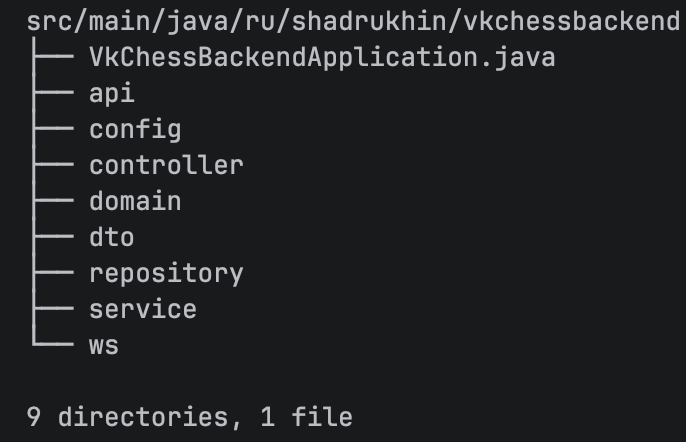 src/main/java/ru/shadrukhin/vkchessbackend
├── VkChessBackendApplication.java
├── api
├── config
├── controller
├── domain
├── dto
├── repository
├── service
└── ws
9 directories, 1 file